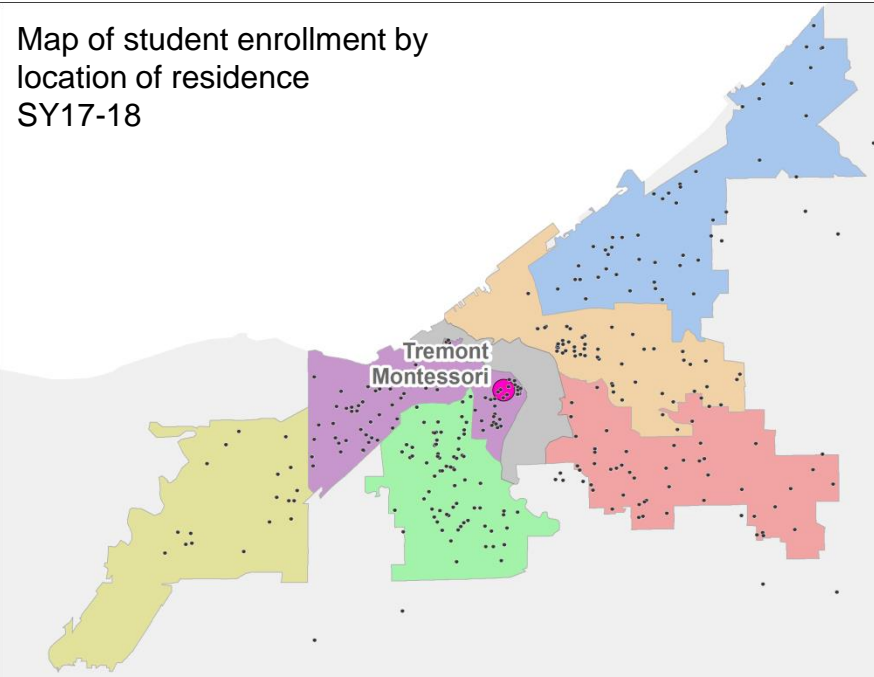 Map of student enrollment by
location of residence
SY17-18
Tremont
Montessori